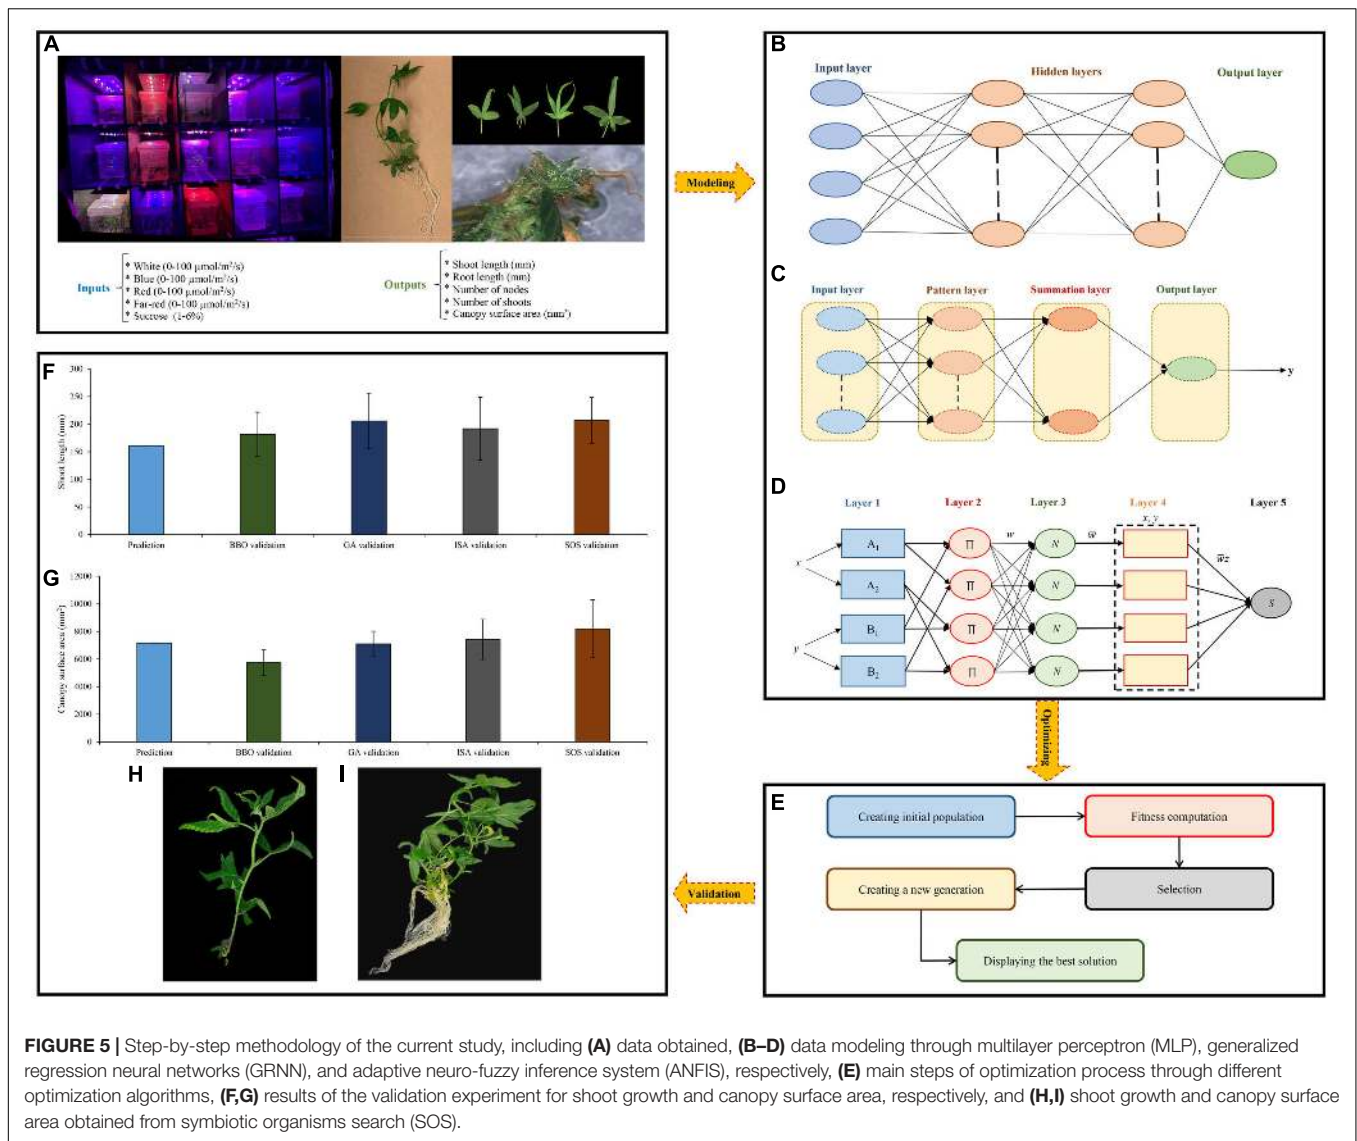 A
Inputs
* White (0-100 µmol/m²/s)
* Blue (0-100 µmol/m²/s)
* Red (0-100 µmol/m²/s)
* Far-red (0-100 µmol/m²/s)
* Sucrose (1-6%)
Outputs
* Shoot length (mm)
* Root length (mm)
* Number of nodes
* Number of shoots
* Canopy surface area (mm²)
Modeling
B
Input layer
Hidden layers
Output layer
C
Input layer
Pattern layer
Summation layer
Output layer
y
D
Layer 1
Layer 2
Layer 3
Layer 4
Layer 5
x, y
x
y
A1
A2
B1
B2
Π
Π
Π
Π
w
N
N
N
N
w̅
w̅z
S
Optimizing
E
Creating initial population
Fitness computation
Creating a new generation
Selection
Displaying the best solution
Validation
F
Shoot length (mm)
300
250
200
150
100
50
0
Prediction
BBO validation
GA validation
ISA validation
SOS validation
G
Canopy surface area (mm²)
12000
10000
8000
6000
4000
2000
0
Prediction
BBO validation
GA validation
ISA validation
SOS validation
H
I
FIGURE 5 | Step-by-step methodology of the current study, including (A) data obtained, (B–D) data modeling through multilayer perceptron (MLP), generalized
regression neural networks (GRNN), and adaptive neuro-fuzzy inference system (ANFIS), respectively, (E) main steps of optimization process through different
optimization algorithms, (F,G) results of the validation experiment for shoot growth and canopy surface area, respectively, and (H,I) shoot growth and canopy surface
area obtained from symbiotic organisms search (SOS).